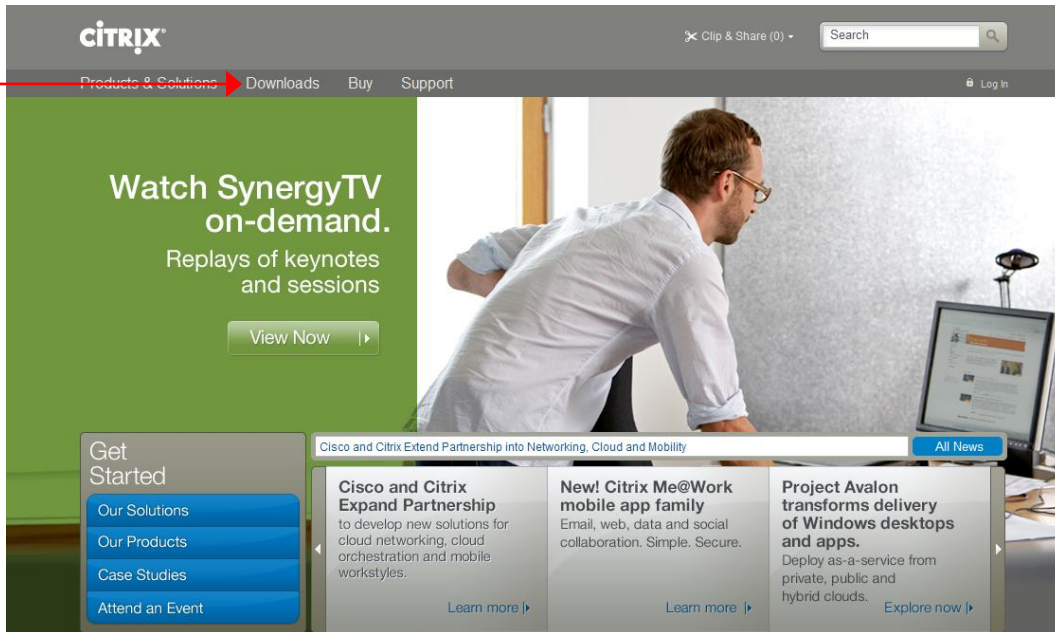 CITRIX®
Clip & Share (0)
Search
Products & Solutions Downloads Buy Support
Log In
Watch SynergyTV
on-demand.
Replays of keynotes
and sessions
View Now
Get
Started
Our Solutions
Our Products
Case Studies
Attend an Event
Cisco and Citrix Extend Partnership into Networking, Cloud and Mobility
All News
Cisco and Citrix
Expand Partnership
to develop new solutions for
cloud networking, cloud
orchestration and mobile
workstyles.
Learn more
New! Citrix Me@Work
mobile app family
Email, web, data and social
collaboration. Simple. Secure.
Learn more
Project Avalon
transforms delivery
of Windows desktops
and apps.
Deploy as-a-service from
private, public and
hybrid clouds.
Explore now